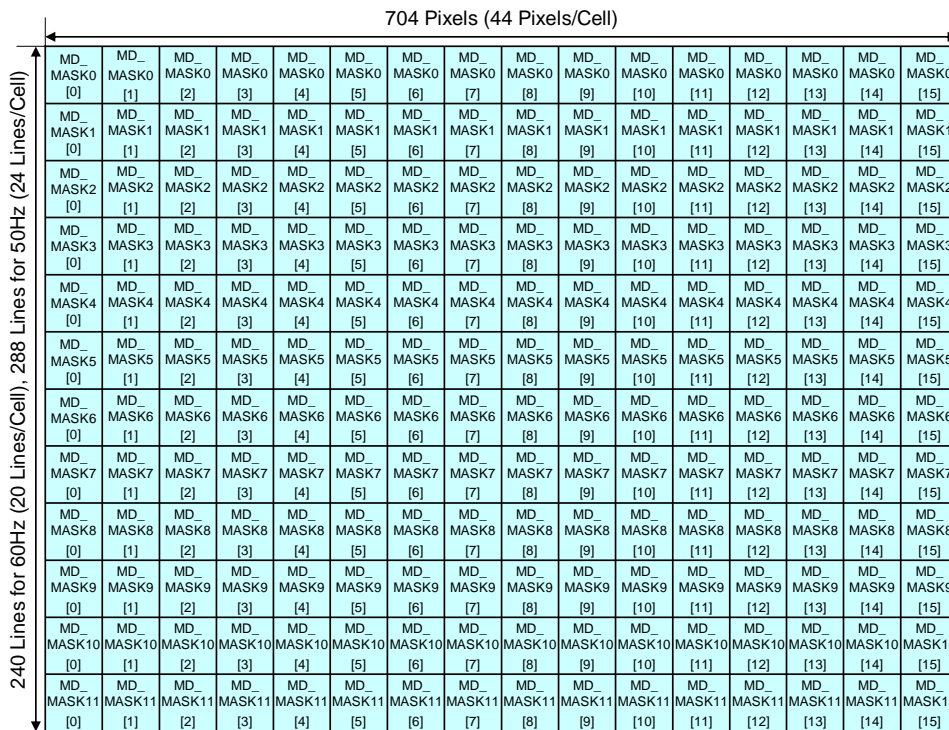 704 Pixels (44 Pixels/Cell)
240 Lines for 60Hz (20 Lines/Cell), 288 Lines for 50Hz (24 Lines/Cell)
MD_ MD_ MD_ MD_ MD_ MD_ MD_ MD_ MD_ MD_ MD_ MD_ MD_ MD_ MD_ MD_
MASK0 MASK0 MASK0 MASK0 MASK0 MASK0 MASK0 MASK0 MASK0 MASK0 MASK0 MASK0 MASK0 MASK0 MASK0 MASK0
[0] [1] [2] [3] [4] [5] [6] [7] [8] [9] [10] [11] [12] [13] [14] [15]
MD_ MD_ MD_ MD_ MD_ MD_ MD_ MD_ MD_ MD_ MD_ MD_ MD_ MD_ MD_ MD_
MASK1 MASK1 MASK1 MASK1 MASK1 MASK1 MASK1 MASK1 MASK1 MASK1 MASK1 MASK1 MASK1 MASK1 MASK1 MASK1
[0] [1] [2] [3] [4] [5] [6] [7] [8] [9] [10] [11] [12] [13] [14] [15]
MD_ MD_ MD_ MD_ MD_ MD_ MD_ MD_ MD_ MD_ MD_ MD_ MD_ MD_ MD_ MD_
MASK2 MASK2 MASK2 MASK2 MASK2 MASK2 MASK2 MASK2 MASK2 MASK2 MASK2 MASK2 MASK2 MASK2 MASK2 MASK2
[0] [1] [2] [3] [4] [5] [6] [7] [8] [9] [10] [11] [12] [13] [14] [15]
MD_ MD_ MD_ MD_ MD_ MD_ MD_ MD_ MD_ MD_ MD_ MD_ MD_ MD_ MD_ MD_
MASK3 MASK3 MASK3 MASK3 MASK3 MASK3 MASK3 MASK3 MASK3 MASK3 MASK3 MASK3 MASK3 MASK3 MASK3 MASK3
[0] [1] [2] [3] [4] [5] [6] [7] [8] [9] [10] [11] [12] [13] [14] [15]
MD_ MD_ MD_ MD_ MD_ MD_ MD_ MD_ MD_ MD_ MD_ MD_ MD_ MD_ MD_ MD_
MASK4 MASK4 MASK4 MASK4 MASK4 MASK4 MASK4 MASK4 MASK4 MASK4 MASK4 MASK4 MASK4 MASK4 MASK4 MASK4
[0] [1] [2] [3] [4] [5] [6] [7] [8] [9] [10] [11] [12] [13] [14] [15]
MD_ MD_ MD_ MD_ MD_ MD_ MD_ MD_ MD_ MD_ MD_ MD_ MD_ MD_ MD_ MD_
MASK5 MASK5 MASK5 MASK5 MASK5 MASK5 MASK5 MASK5 MASK5 MASK5 MASK5 MASK5 MASK5 MASK5 MASK5 MASK5
[0] [1] [2] [3] [4] [5] [6] [7] [8] [9] [10] [11] [12] [13] [14] [15]
MD_ MD_ MD_ MD_ MD_ MD_ MD_ MD_ MD_ MD_ MD_ MD_ MD_ MD_ MD_ MD_
MASK6 MASK6 MASK6 MASK6 MASK6 MASK6 MASK6 MASK6 MASK6 MASK6 MASK6 MASK6 MASK6 MASK6 MASK6 MASK6
[0] [1] [2] [3] [4] [5] [6] [7] [8] [9] [10] [11] [12] [13] [14] [15]
MD_ MD_ MD_ MD_ MD_ MD_ MD_ MD_ MD_ MD_ MD_ MD_ MD_ MD_ MD_ MD_
MASK7 MASK7 MASK7 MASK7 MASK7 MASK7 MASK7 MASK7 MASK7 MASK7 MASK7 MASK7 MASK7 MASK7 MASK7 MASK7
[0] [1] [2] [3] [4] [5] [6] [7] [8] [9] [10] [11] [12] [13] [14] [15]
MD_ MD_ MD_ MD_ MD_ MD_ MD_ MD_ MD_ MD_ MD_ MD_ MD_ MD_ MD_ MD_
MASK8 MASK8 MASK8 MASK8 MASK8 MASK8 MASK8 MASK8 MASK8 MASK8 MASK8 MASK8 MASK8 MASK8 MASK8 MASK8
[0] [1] [2] [3] [4] [5] [6] [7] [8] [9] [10] [11] [12] [13] [14] [15]
MD_ MD_ MD_ MD_ MD_ MD_ MD_ MD_ MD_ MD_ MD_ MD_ MD_ MD_ MD_ MD_
MASK9 MASK9 MASK9 MASK9 MASK9 MASK9 MASK9 MASK9 MASK9 MASK9 MASK9 MASK9 MASK9 MASK9 MASK9 MASK9
[0] [1] [2] [3] [4] [5] [6] [7] [8] [9] [10] [11] [12] [13] [14] [15]
MD_ MD_ MD_ MD_ MD_ MD_ MD_ MD_ MD_ MD_ MD_ MD_ MD_ MD_ MD_ MD_
MASK10 MASK10 MASK10 MASK10 MASK10 MASK10 MASK10 MASK10 MASK10 MASK10 MASK10 MASK10 MASK10 MASK10 MASK10 MASK1
[0] [1] [2] [3] [4] [5] [6] [7] [8] [9] [10] [11] [12] [13] [14] [15]
MD_ MD_ MD_ MD_ MD_ MD_ MD_ MD_ MD_ MD_ MD_ MD_ MD_ MD_ MD_ MD_
MASK11 MASK11 MASK11 MASK11 MASK11 MASK11 MASK11 MASK11 MASK11 MASK11 MASK11 MASK11 MASK11 MASK11 MASK11 MASK1
[0] [1] [2] [3] [4] [5] [6] [7] [8] [9] [10] [11] [12] [13] [14] [15]